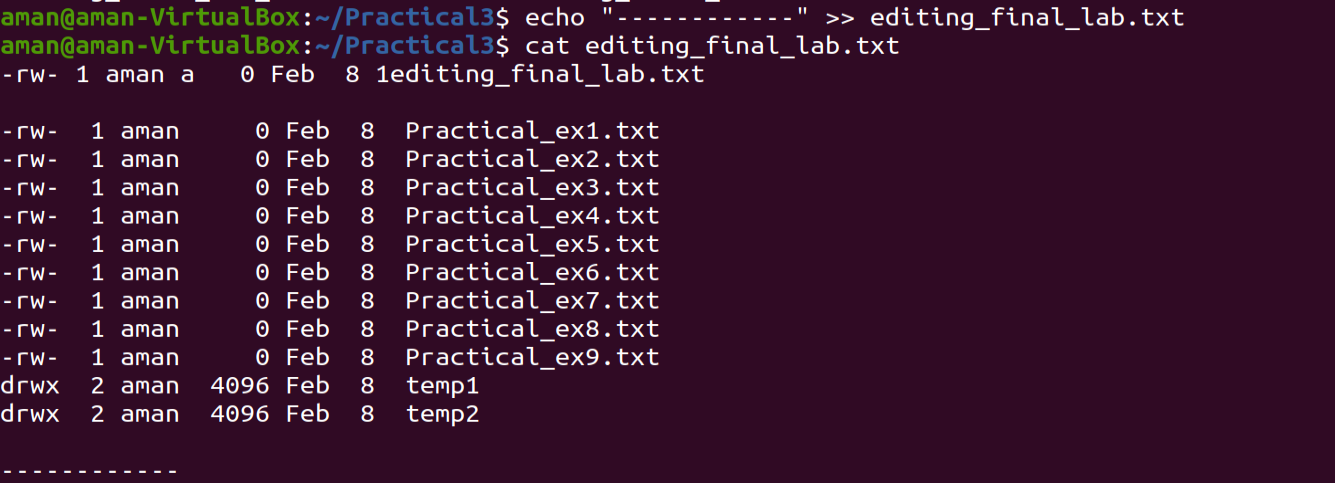 aman@aman-VirtualBox:~/Practical3$ echo "------------" >> editing_final_lab.txt
aman@aman-VirtualBox:~/Practical3$ cat editing_final_lab.txt
-rw- 1 aman a   0 Feb  8 1editing_final_lab.txt
-rw-  1 aman     0 Feb  8  Practical_ex1.txt
-rw-  1 aman     0 Feb  8  Practical_ex2.txt
-rw-  1 aman     0 Feb  8  Practical_ex3.txt
-rw-  1 aman     0 Feb  8  Practical_ex4.txt
-rw-  1 aman     0 Feb  8  Practical_ex5.txt
-rw-  1 aman     0 Feb  8  Practical_ex6.txt
-rw-  1 aman     0 Feb  8  Practical_ex7.txt
-rw-  1 aman     0 Feb  8  Practical_ex8.txt
-rw-  1 aman     0 Feb  8  Practical_ex9.txt
drwx  2 aman  4096 Feb  8  temp1
drwx  2 aman  4096 Feb  8  temp2
------------